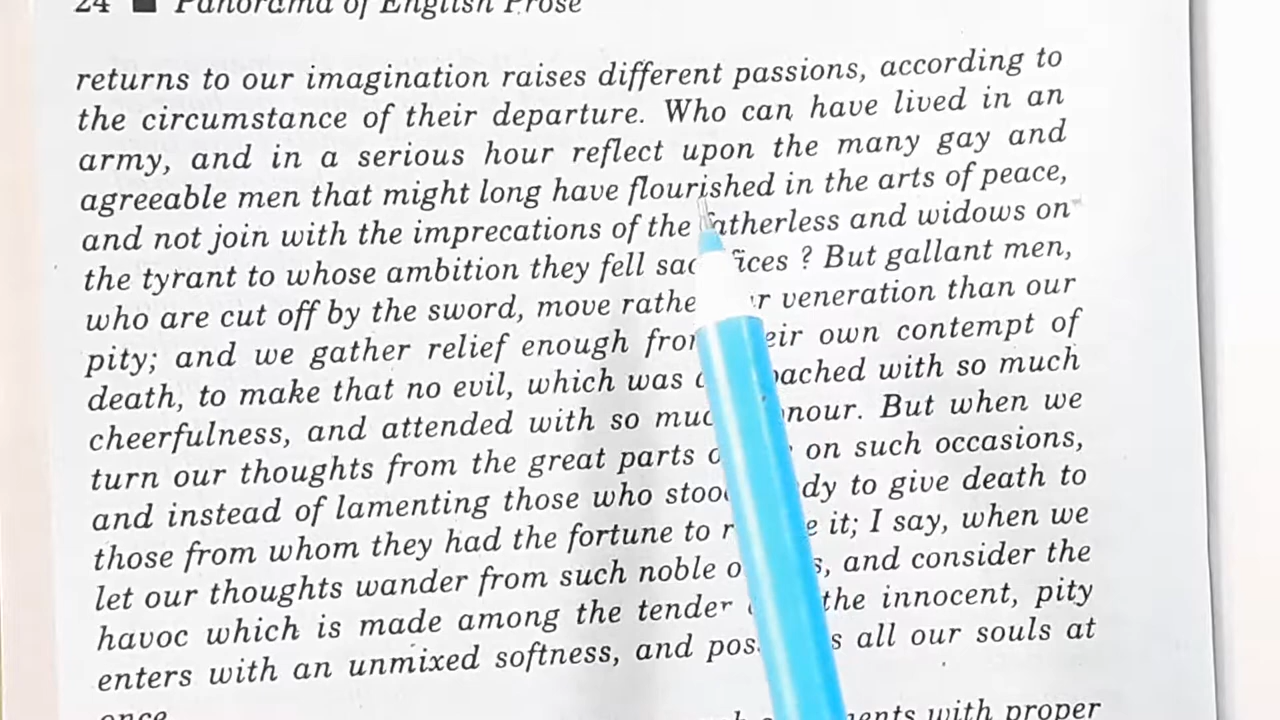 24 ■ Panorama of English Prose
returns to our imagination raises different passions, according to
the circumstance of their departure. Who can have lived in an
army, and in a serious hour reflect upon the many gay and
agreeable men that might long have flourished in the arts of peace,
and not join with the imprecations of the fatherless and widows on
the tyrant to whose ambition they fell sacrifices ? But gallant men,
who are cut off by the sword, move rather our veneration than our
pity; and we gather relief enough from their own contempt of
death, to make that no evil, which was approached with so much
cheerfulness, and attended with so much honour. But when we
turn our thoughts from the great parts on such occasions,
and instead of lamenting those who stood ready to give death to
those from whom they had the fortune to receive it; I say, when we
let our thoughts wander from such noble objects, and consider the
havoc which is made among the tender and the innocent, pity
enters with an unmixed softness, and possesses all our souls at
once
with proper